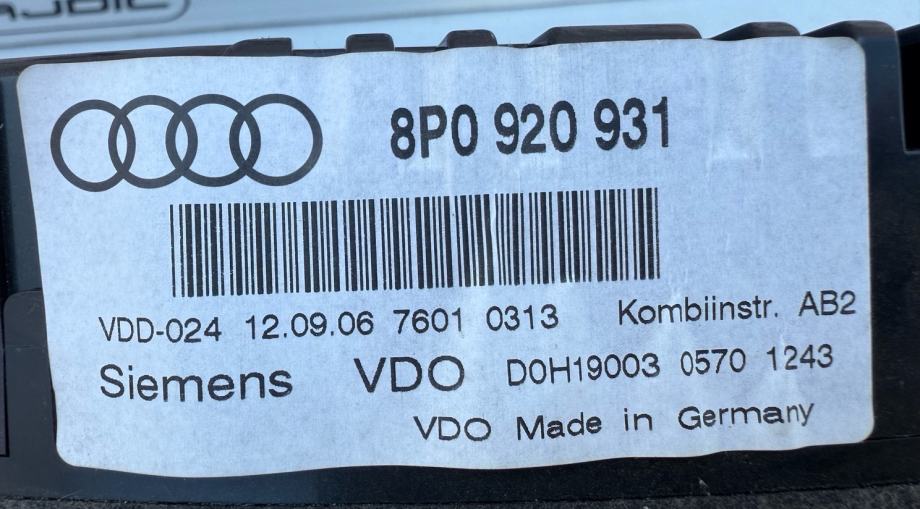 8P0 920 931
VDD-024 12.09.06 7601 0313 Kombiinstr. AB2
Siemens VDO D0H19003 0570 1243
VDO Made in Germany